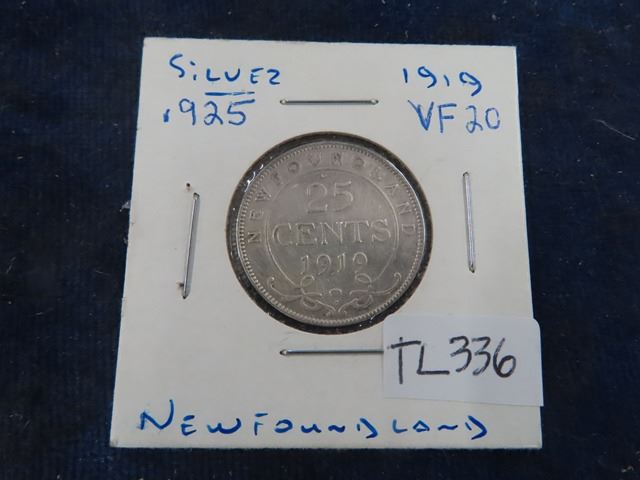 SiLVER 1919
.925 VF20
NEWFOUNDLAND
25
CENTS
1919
TL336
NEWFOUNDLAND